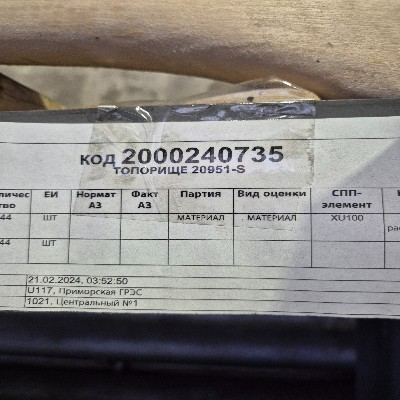 КОД 2000240735
ТОПОРИЩЕ 20951-S
личес ЕИ Нормат Факт Партия Вид оценки СПП-
тво АЗ АЗ элемент
44 ШТ МАТЕРИАЛ МАТЕРИАЛ XU100
рас
44 ШТ
21.02.2024, 03:52:50
U117, Приморская ГРЭС
1021, Центральный №1